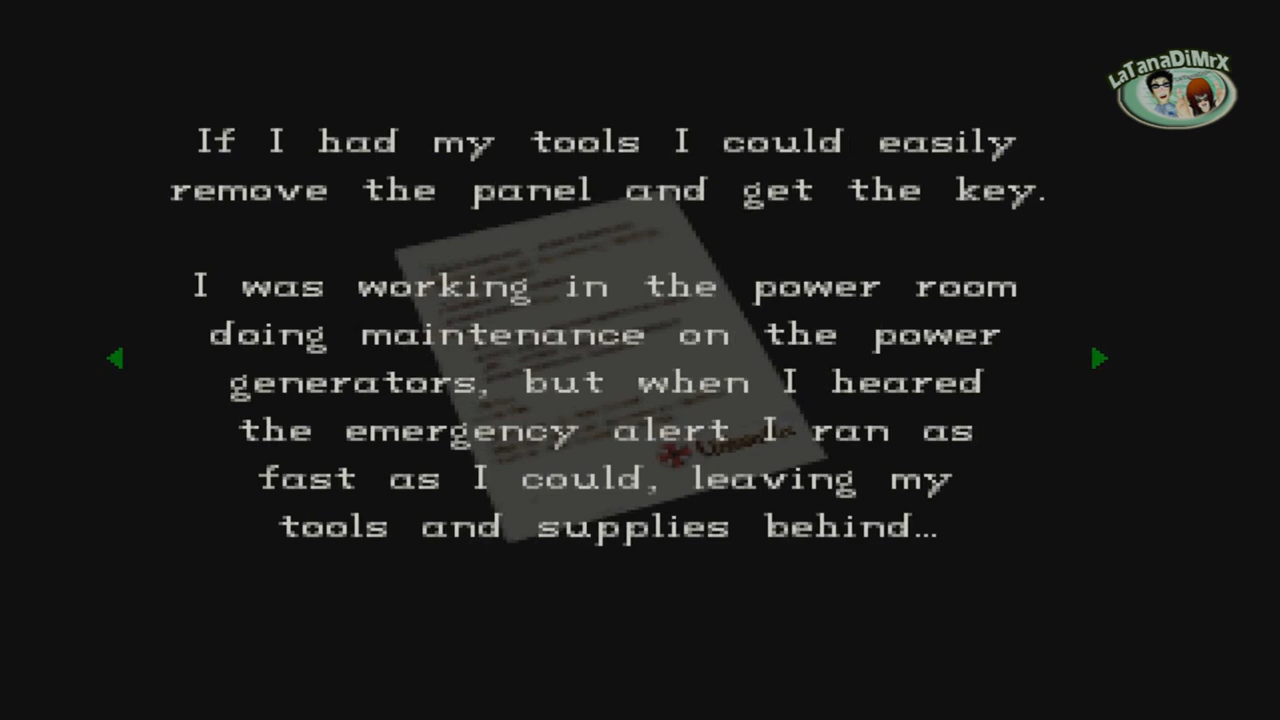 LaTanaDiMrX
If I had my tools I could easily
remove the panel and get the key.
I was working in the power room
doing maintenance on the power
generators, but when I heared
the emergency alert I ran as
fast as I could, leaving my
tools and supplies behind...